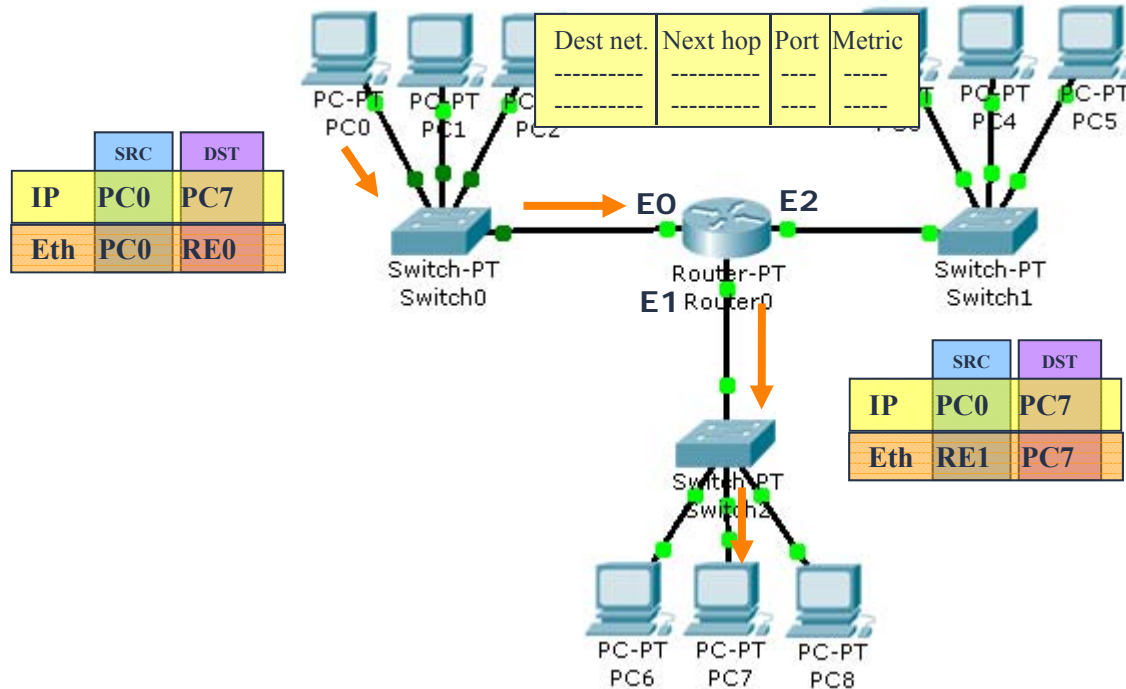 Dest net. Next hop Port Metric
---------- ---------- ---- -----
---------- ---------- ---- -----
PC-PT
PC0
PC-PT
PC1
PC-PT
PC4
PC-PT
PC5
SRC DST
IP PC0 PC7
Eth PC0 RE0
E0
E2
E1
Switch-PT
Switch0
Router-PT
Router0
Switch-PT
Switch1
SRC DST
IP PC0 PC7
Eth RE1 PC7
Switch-PT
Switch2
PC-PT
PC6
PC-PT
PC7
PC-PT
PC8